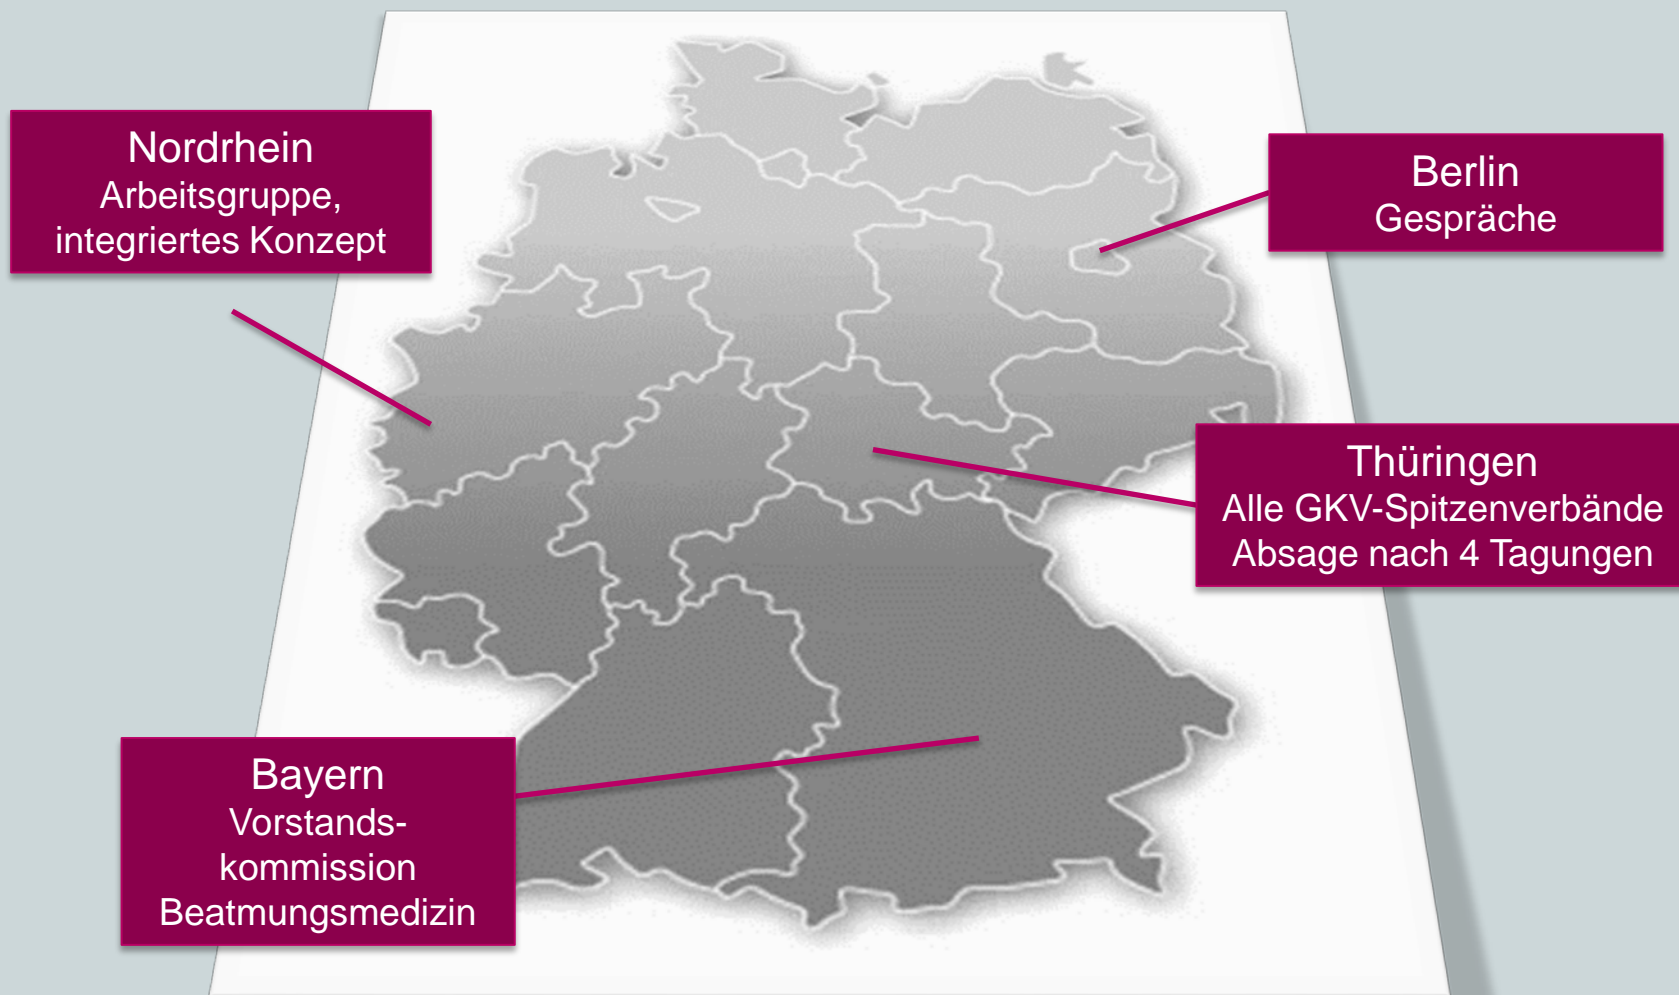 Nordrhein
Arbeitsgruppe,
integriertes Konzept
Berlin
Gespräche
Thüringen
Alle GKV-Spitzenverbände
Absage nach 4 Tagungen
Bayern
Vorstands-
kommission
Beatmungsmedizin